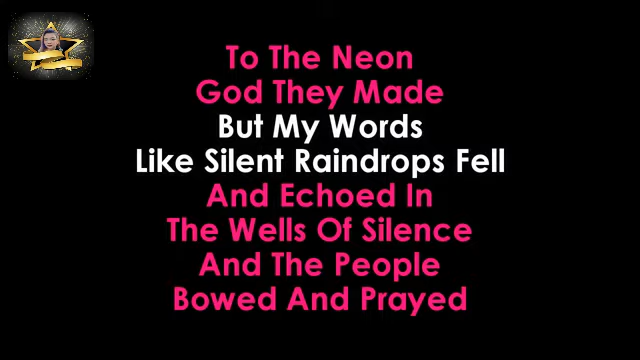 To The Neon
God They Made
But My Words
Like Silent Raindrops Fell
And Echoed In
The Wells Of Silence
And The People
Bowed And Prayed